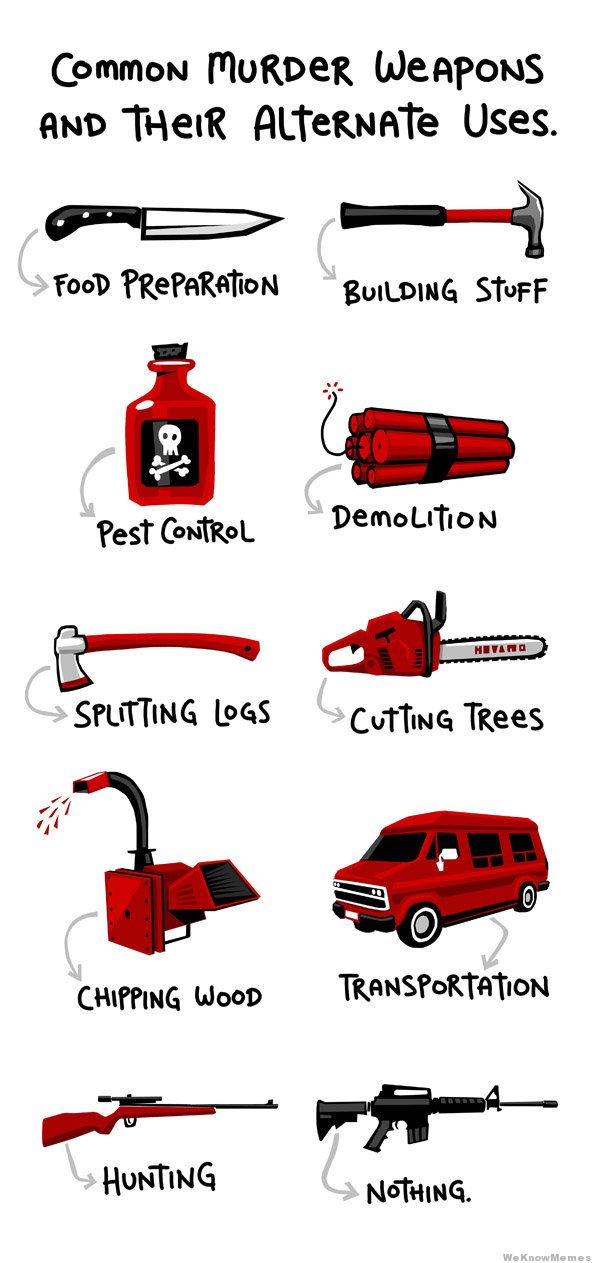 Common Murder Weapons
and their Alternate Uses.
Food Preparation
Building Stuff
Pest Control
Demolition
Splitting Logs
Cutting Trees
Chipping Wood
Transportation
Hunting
Nothing.
WeKnowMemes